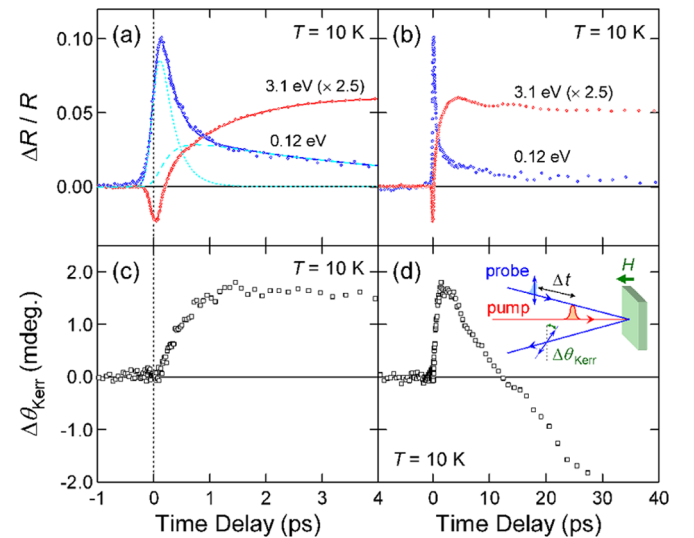 (a) T = 10 K
(b) T = 10 K
ΔR / R
0.10
0.05
0.00
3.1 eV (× 2.5)
0.12 eV
3.1 eV (× 2.5)
0.12 eV
(c) T = 10 K
(d)
Δθ_Kerr (mdeg.)
2.0
1.0
0.0
-1.0
-2.0
probe
Δt
H
pump
Δθ_Kerr
T = 10 K
-1 0 1 2 3 4
-10 0 10 20 30 40
Time Delay (ps)
Time Delay (ps)